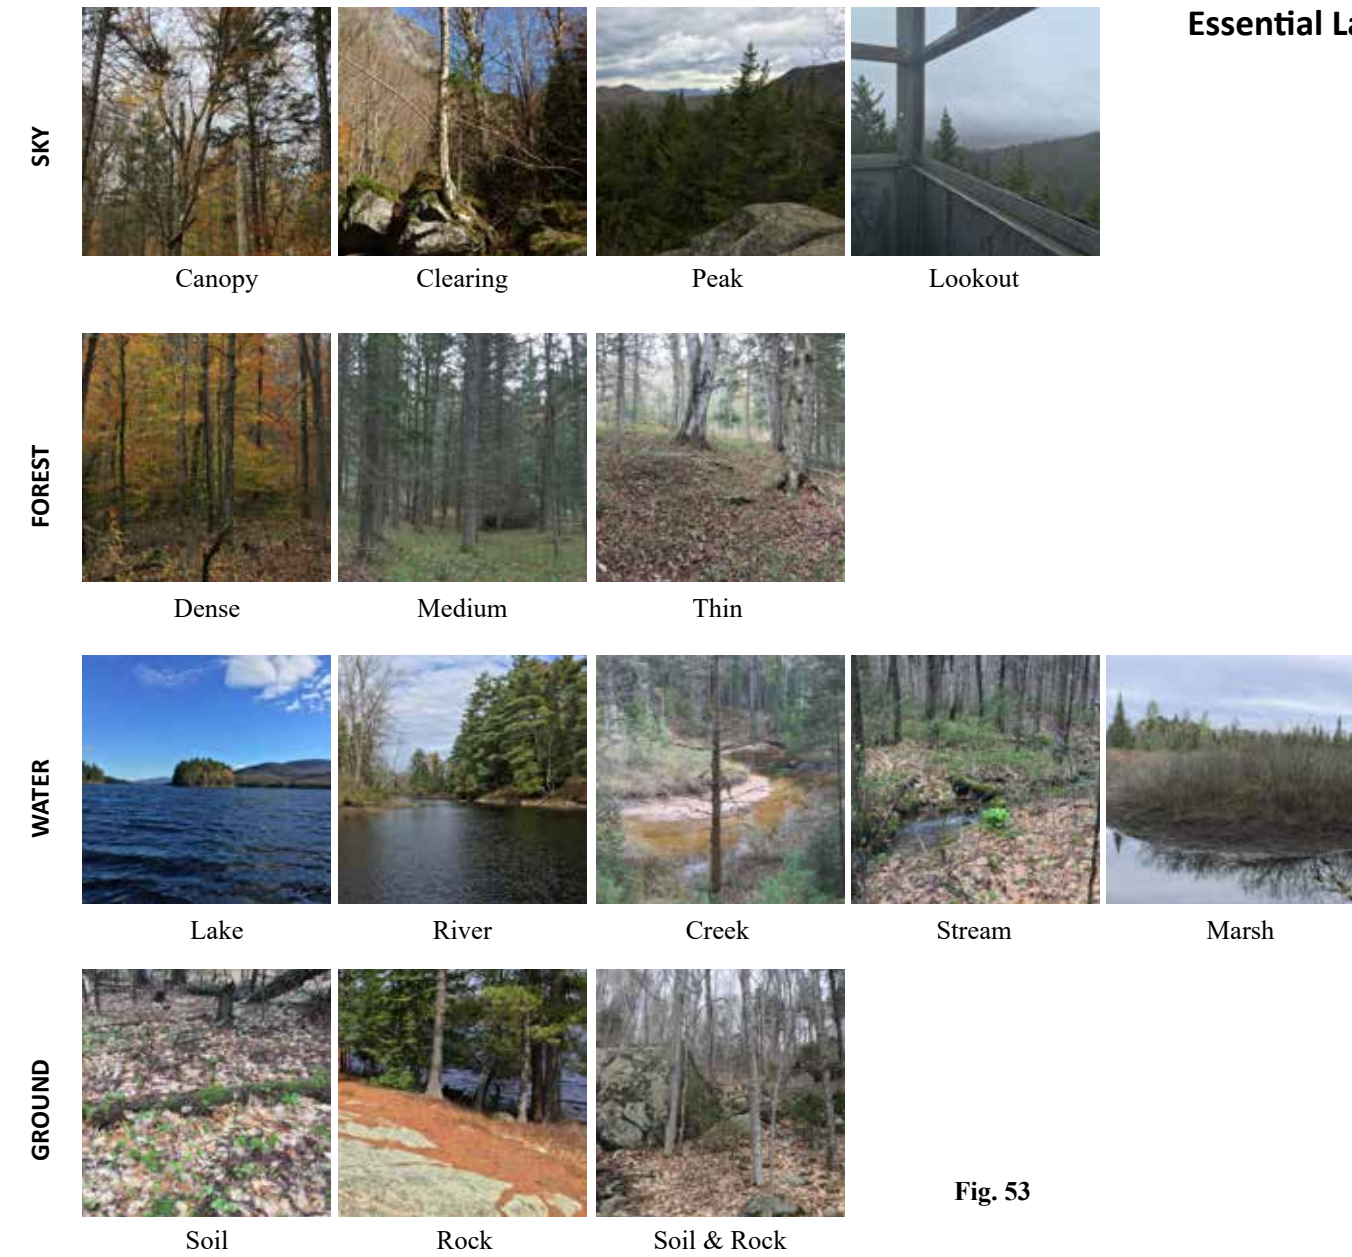 Essential La
SKY
Canopy Clearing Peak Lookout
FOREST
Dense Medium Thin
WATER
Lake River Creek Stream Marsh
GROUND
Fig. 53
Soil Rock Soil & Rock